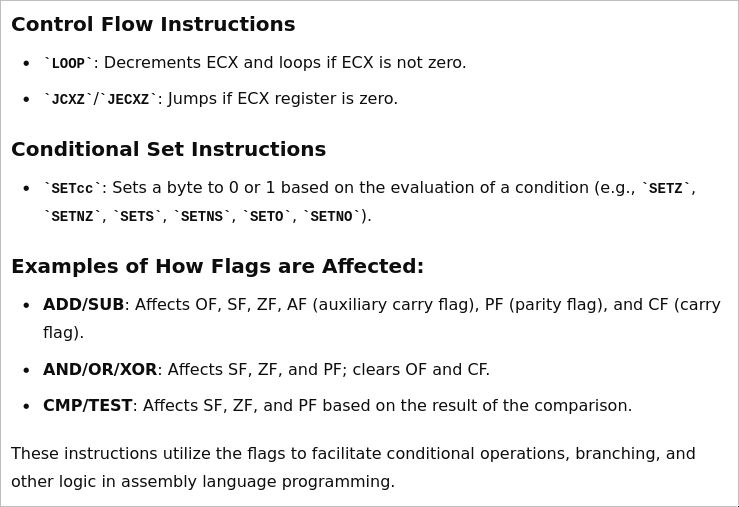 Control Flow Instructions
• `LOOP`: Decrements ECX and loops if ECX is not zero.
• `JCXZ`/`JECXZ`: Jumps if ECX register is zero.
Conditional Set Instructions
• `SETcc`: Sets a byte to 0 or 1 based on the evaluation of a condition (e.g., `SETZ`,
`SETNZ`, `SETS`, `SETNS`, `SETO`, `SETNO`).
Examples of How Flags are Affected:
• ADD/SUB: Affects OF, SF, ZF, AF (auxiliary carry flag), PF (parity flag), and CF (carry
flag).
• AND/OR/XOR: Affects SF, ZF, and PF; clears OF and CF.
• CMP/TEST: Affects SF, ZF, and PF based on the result of the comparison.
These instructions utilize the flags to facilitate conditional operations, branching, and
other logic in assembly language programming.